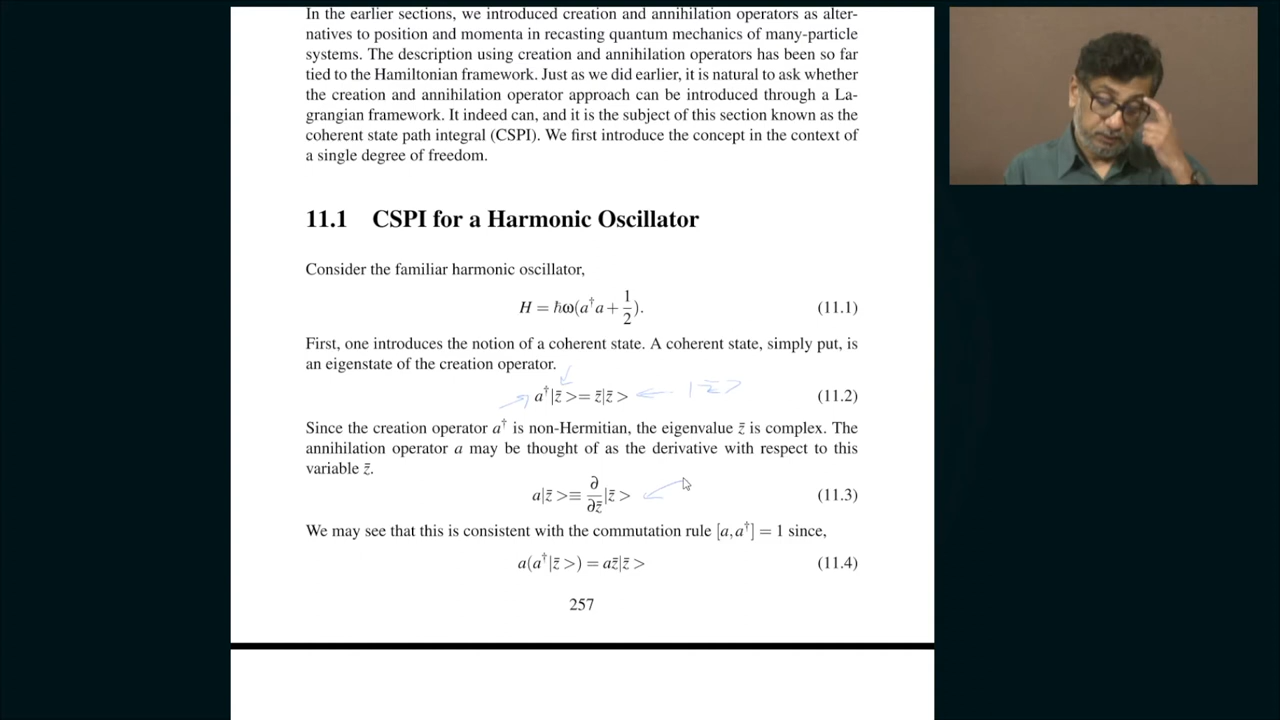 In the earlier sections, we introduced creation and annihilation operators as alter-
natives to position and momenta in recasting quantum mechanics of many-particle
systems. The description using creation and annihilation operators has been so far
tied to the Hamiltonian framework. Just as we did earlier, it is natural to ask whether
the creation and annihilation operator approach can be introduced through a La-
grangian framework. It indeed can, and it is the subject of this section known as the
coherent state path integral (CSPI). We first introduce the concept in the context of
a single degree of freedom.
11.1 CSPI for a Harmonic Oscillator
Consider the familiar harmonic oscillator,
H = ℏω(a†a + 1/2). (11.1)
First, one introduces the notion of a coherent state. A coherent state, simply put, is
an eigenstate of the creation operator.
a†|z̄ >= z̄|z̄ > |z̄> (11.2)
Since the creation operator a† is non-Hermitian, the eigenvalue z̄ is complex. The
annihilation operator a may be thought of as the derivative with respect to this
variable z̄.
a|z̄ >≡ ∂/∂z̄ |z̄ > (11.3)
We may see that this is consistent with the commutation rule [a, a†] = 1 since,
a(a†|z̄ >) = az̄|z̄ > (11.4)
257